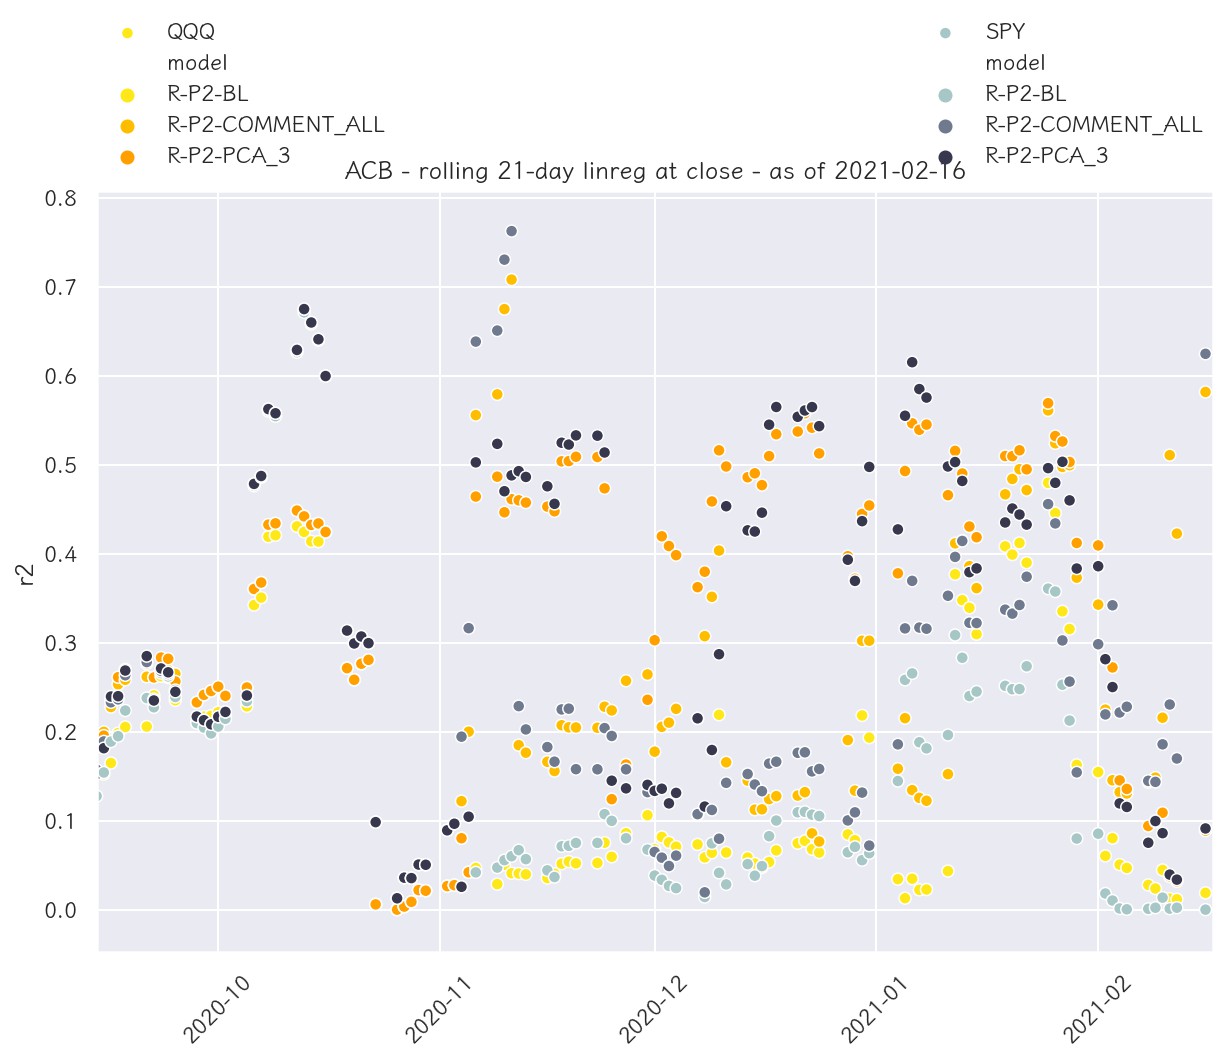 QQQ
model
R-P2-BL
R-P2-COMMENT_ALL
R-P2-PCA_3
SPY
model
R-P2-BL
R-P2-COMMENT_ALL
R-P2-PCA_3
ACB - rolling 21-day linreg at close - as of 2021-02-16
0.8
0.7
0.6
0.5
0.4
0.3
0.2
0.1
0.0
r2
2020-10
2020-11
2020-12
2021-01
2021-02